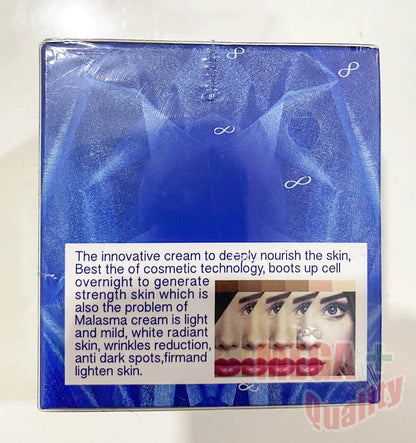 The innovative cream to deeply nourish the skin,
Best the of cosmetic technology, boots up cell
overnight to generate
strength skin which is
also the problem of
Malasma cream is light
and mild, white radiant
skin, wrinkles reduction,
anti dark spots,firmand
lighten skin.
OMEGA +
Quality